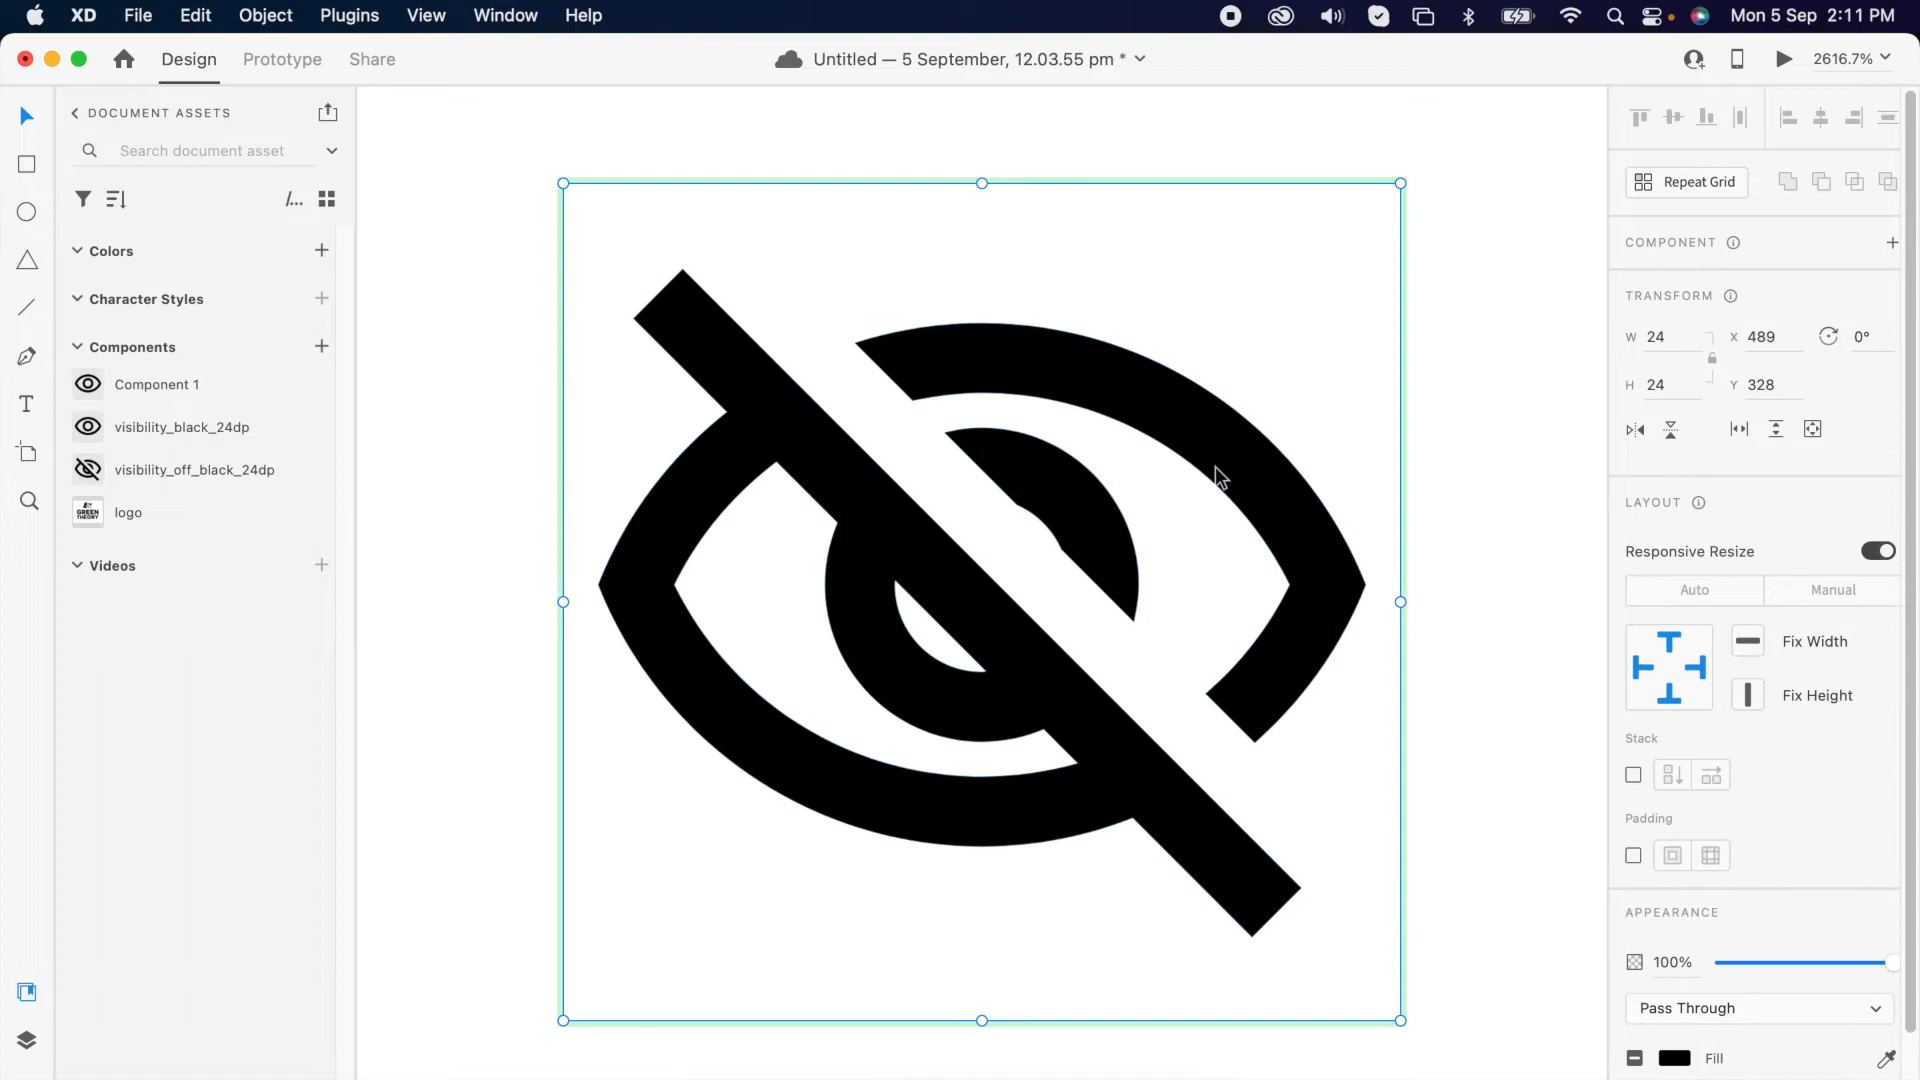 XD File Edit Object Plugins View Window Help Mon 5 Sep 2:11 PM
Design Prototype Share Untitled — 5 September, 12.03.55 pm * 2616.7%
DOCUMENT ASSETS
Search document asset
/...
Colors
Character Styles
Components
Component 1
visibility_black_24dp
visibility_off_black_24dp
GREEN
THEORY
logo
Videos
T
Repeat Grid
COMPONENT
TRANSFORM
W 24 X 489 0°
H 24 Y 328
LAYOUT
Responsive Resize
Auto Manual
Fix Width
Fix Height
Stack
Padding
APPEARANCE
100%
Pass Through
Fill